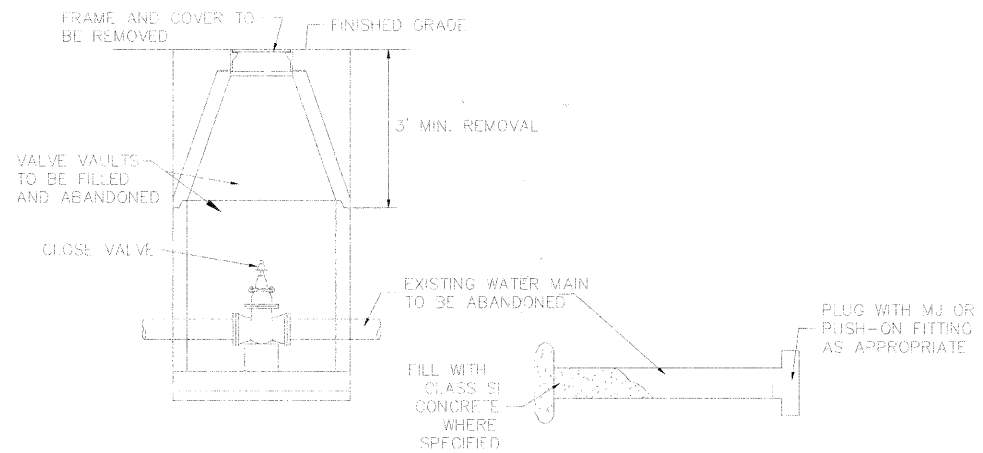 FRAME AND COVER TO
BE REMOVED
FINISHED GRADE
3' MIN. REMOVAL
VALVE VAULTS
TO BE FILLED
AND ABANDONED
CLOSE VALVE
EXISTING WATER MAIN
TO BE ABANDONED
PLUG WITH MJ OR
PUSH-ON FITTING
AS APPROPRIATE
FILL WITH
CLASS SI
CONCRETE
WHERE
SPECIFIED